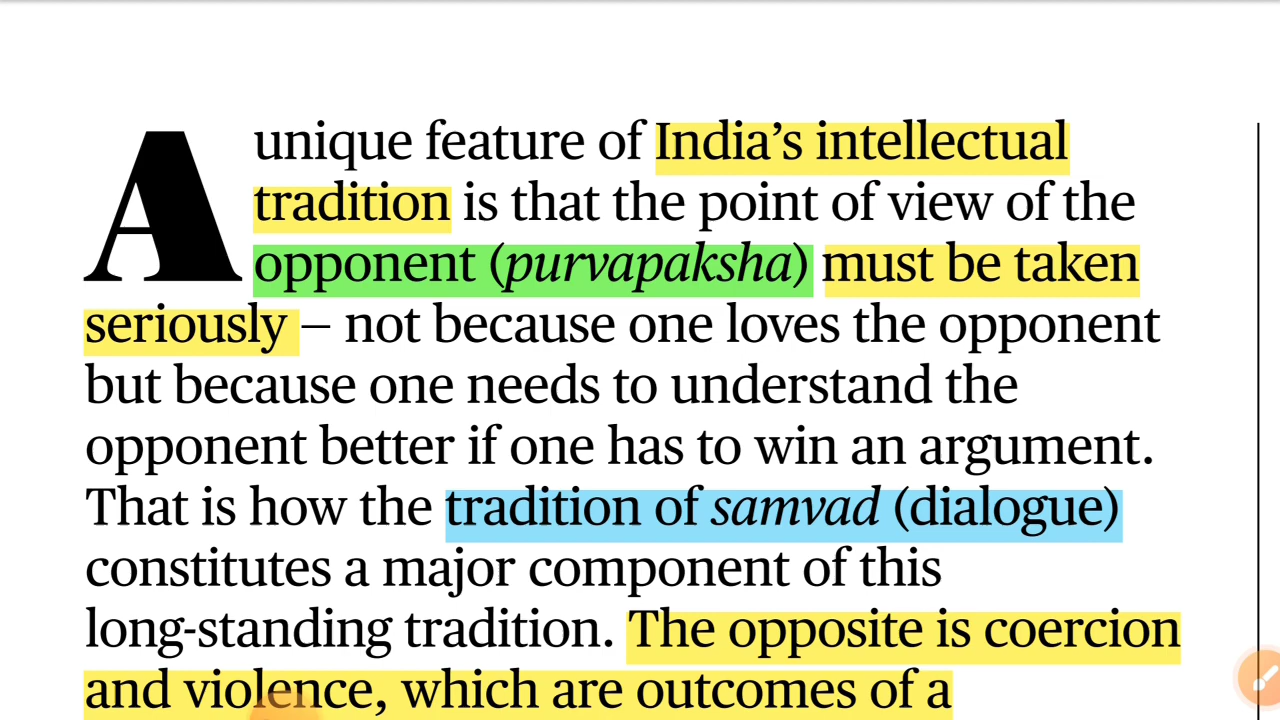 A unique feature of India’s intellectual
tradition is that the point of view of the
opponent (purvapaksha) must be taken
seriously – not because one loves the opponent
but because one needs to understand the
opponent better if one has to win an argument.
That is how the tradition of samvad (dialogue)
constitutes a major component of this
long-standing tradition. The opposite is coercion
and violence, which are outcomes of a